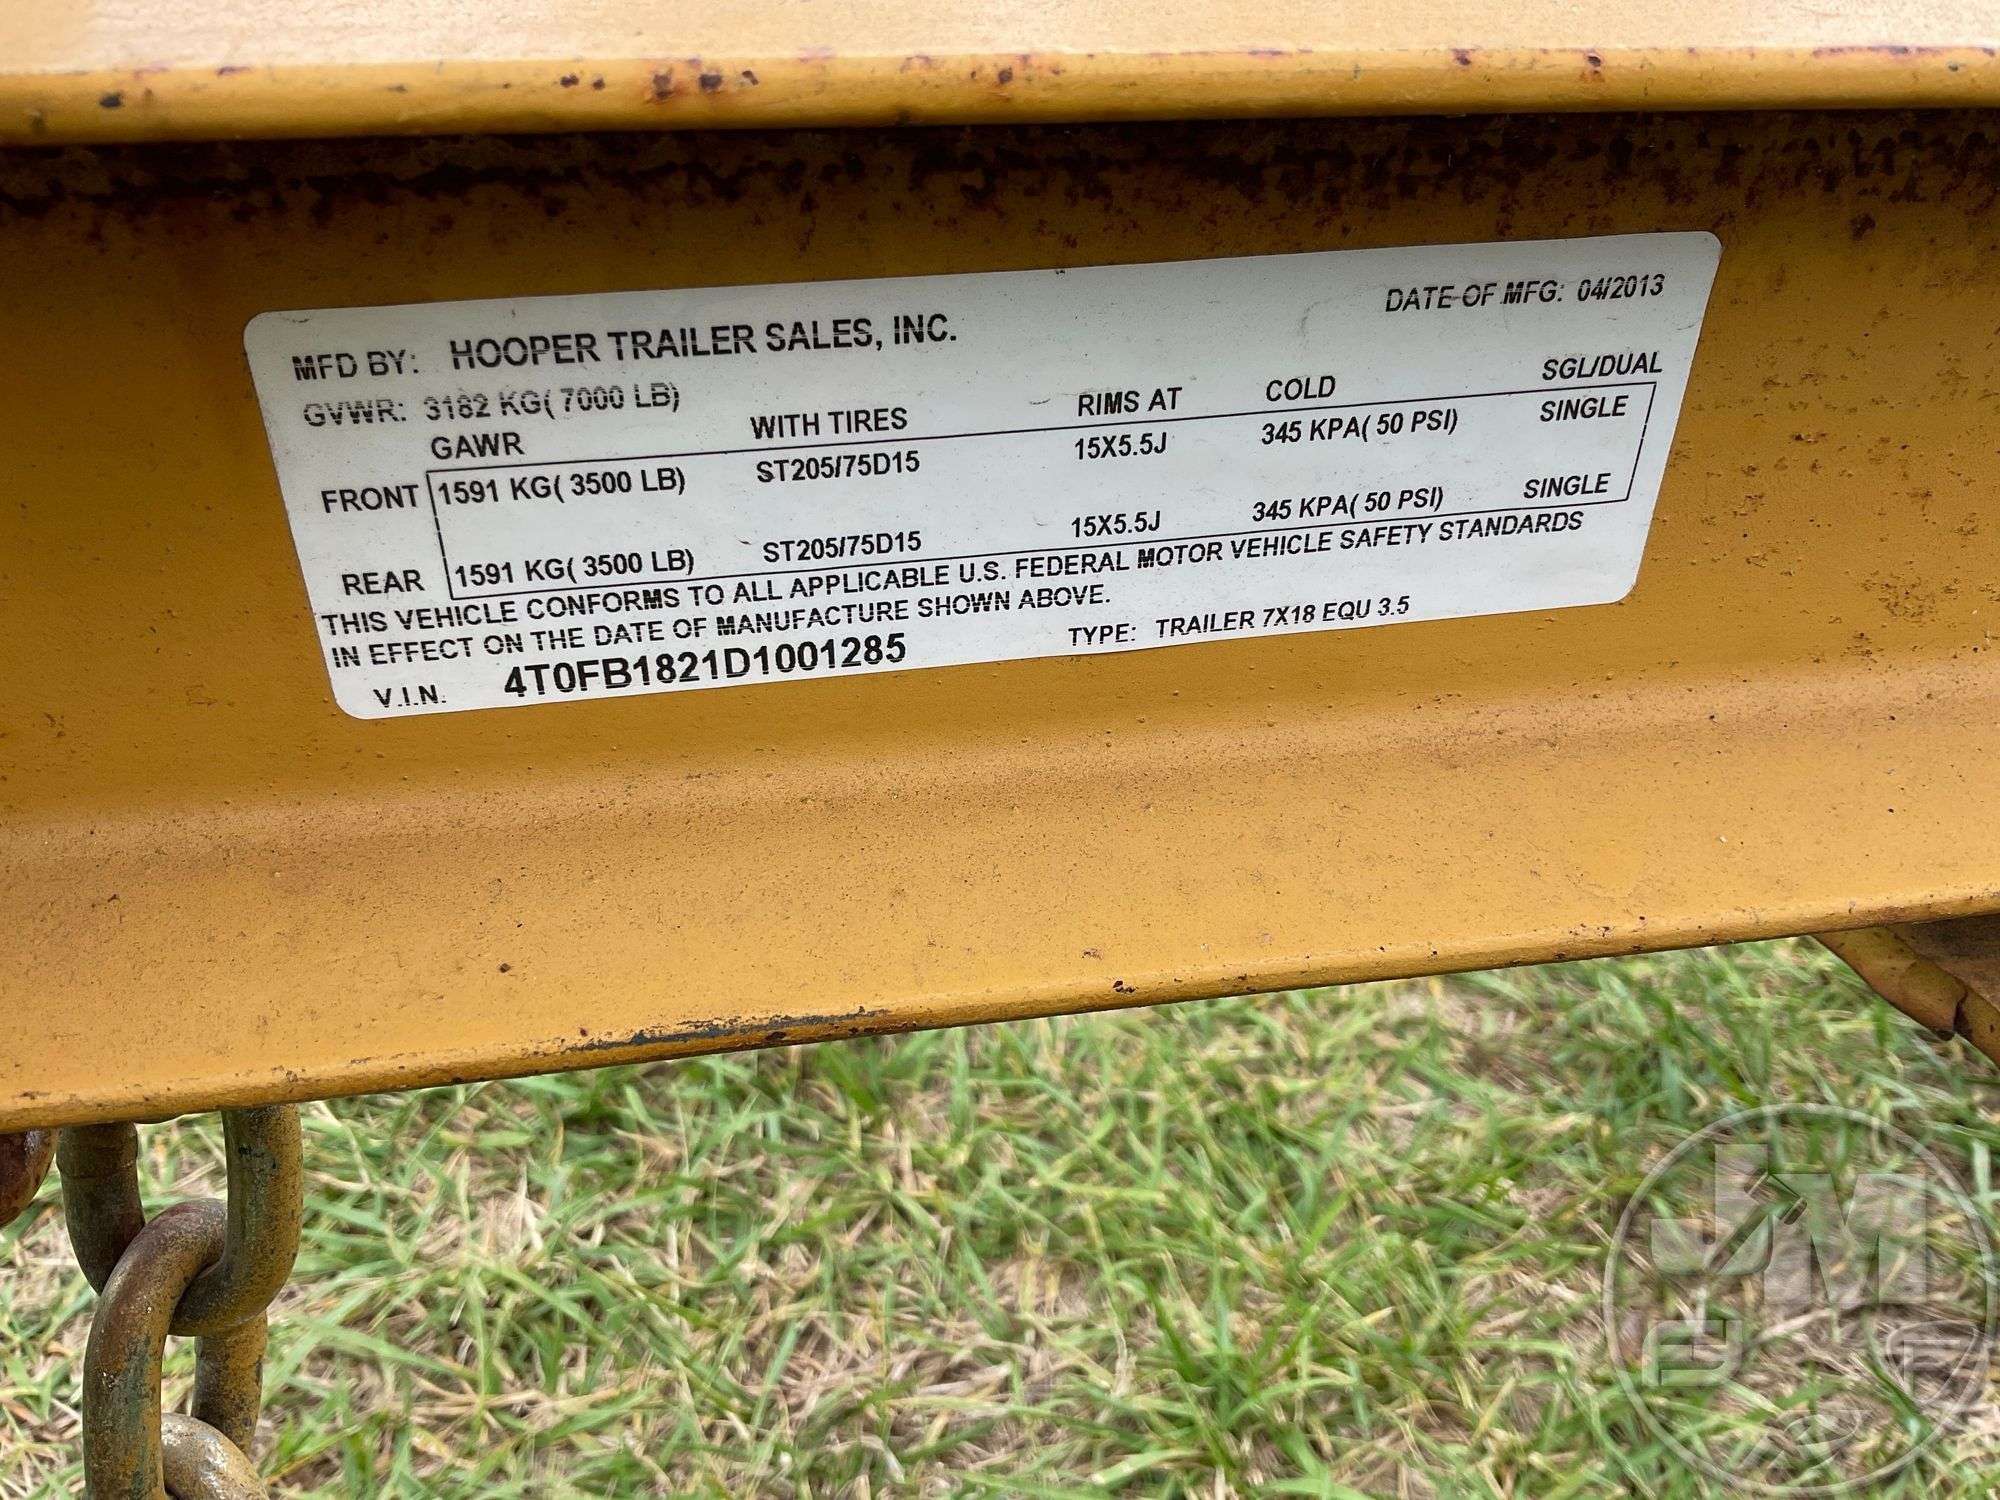 MFD BY: HOOPER TRAILER SALES, INC. DATE OF MFG: 04/2013
GVWR: 3182 KG( 7000 LB)
GAWR WITH TIRES RIMS AT COLD SGL/DUAL
FRONT 1591 KG( 3500 LB) ST205/75D15 15X5.5J 345 KPA( 50 PSI) SINGLE
REAR 1591 KG( 3500 LB) ST205/75D15 15X5.5J 345 KPA( 50 PSI) SINGLE
THIS VEHICLE CONFORMS TO ALL APPLICABLE U.S. FEDERAL MOTOR VEHICLE SAFETY STANDARDS
IN EFFECT ON THE DATE OF MANUFACTURE SHOWN ABOVE.
V.I.N. 4T0FB1821D1001285 TYPE: TRAILER 7X18 EQU 3.5
JM